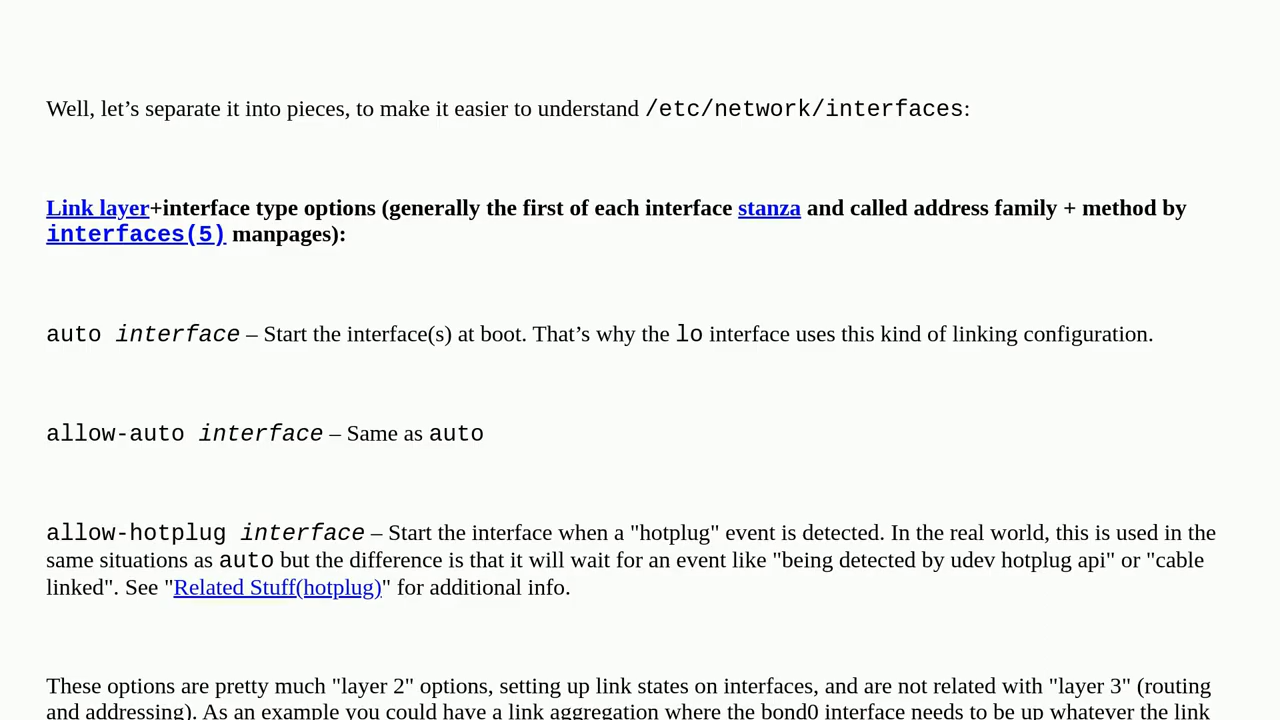 Well, let’s separate it into pieces, to make it easier to understand /etc/network/interfaces:
Link layer+interface type options (generally the first of each interface stanza and called address family + method by
interfaces(5) manpages):
auto interface – Start the interface(s) at boot. That’s why the lo interface uses this kind of linking configuration.
allow-auto interface – Same as auto
allow-hotplug interface – Start the interface when a "hotplug" event is detected. In the real world, this is used in the
same situations as auto but the difference is that it will wait for an event like "being detected by udev hotplug api" or "cable
linked". See "Related Stuff(hotplug)" for additional info.
These options are pretty much "layer 2" options, setting up link states on interfaces, and are not related with "layer 3" (routing
and addressing). As an example you could have a link aggregation where the bond0 interface needs to be up whatever the link